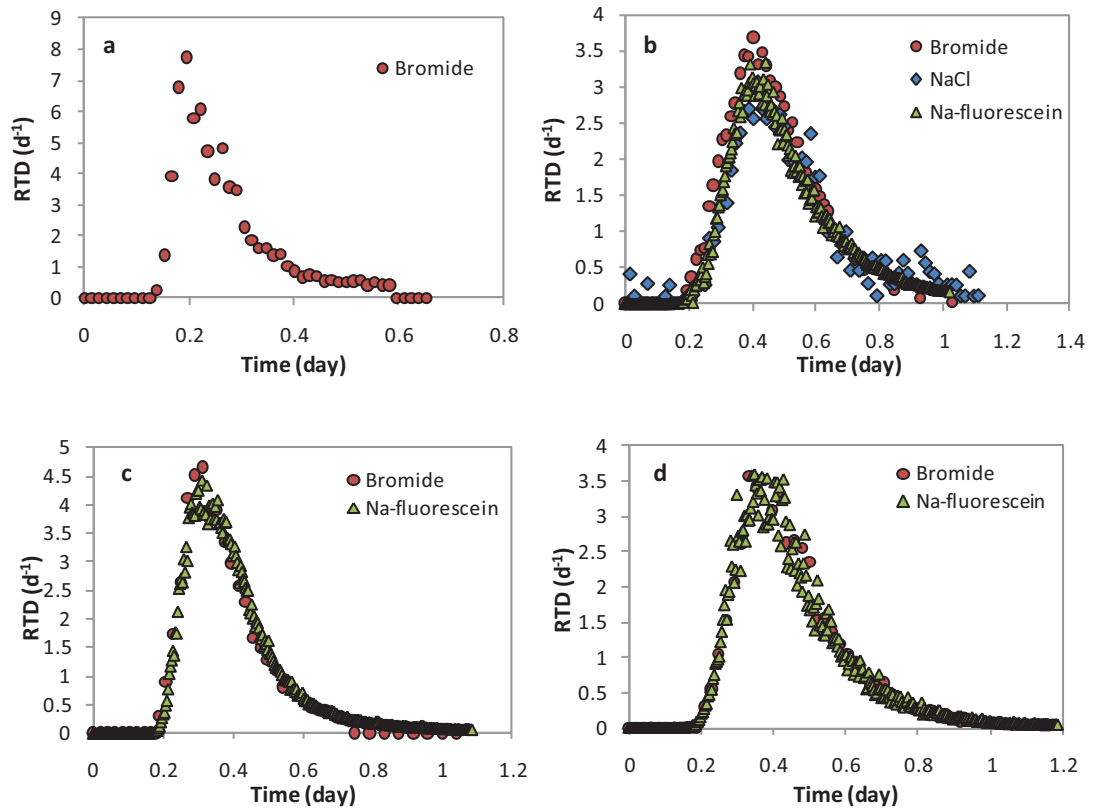 a
Bromide
RTD (d-1)
9
8
7
6
5
4
3
2
1
0
0 0.2 0.4 0.6 0.8
Time (day)
b
Bromide
NaCl
Na-fluorescein
RTD (d-1)
4
3.5
3
2.5
2
1.5
1
0.5
0
0 0.2 0.4 0.6 0.8 1 1.2 1.4
Time (day)
c
Bromide
Na-fluorescein
RTD (d-1)
5
4.5
4
3.5
3
2.5
2
1.5
1
0.5
0
0 0.2 0.4 0.6 0.8 1 1.2
Time (day)
d
Bromide
Na-fluorescein
RTD (d-1)
4
3.5
3
2.5
2
1.5
1
0.5
0
0 0.2 0.4 0.6 0.8 1 1.2
Time (day)